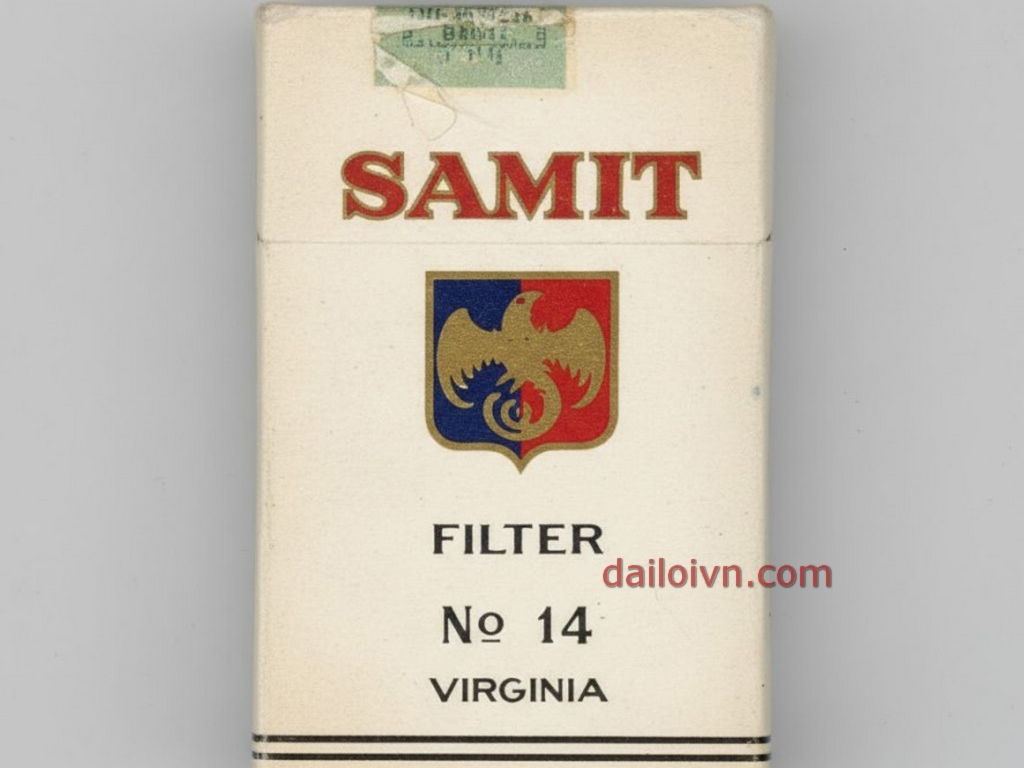 SAMIT
FILTER
dailoivn.com
No 14
VIRGINIA